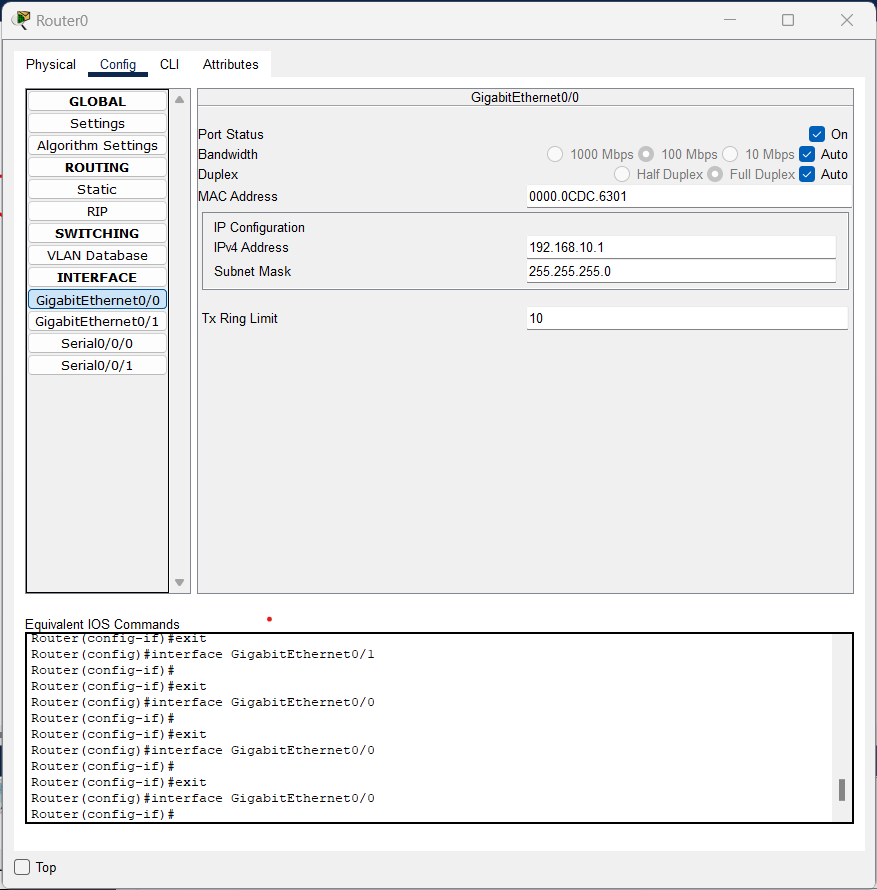 Router0
Physical Config CLI Attributes
GLOBAL
Settings
Algorithm Settings
ROUTING
Static
RIP
SWITCHING
VLAN Database
INTERFACE
GigabitEthernet0/0
GigabitEthernet0/1
Serial0/0/0
Serial0/0/1
GigabitEthernet0/0
Port Status On
Bandwidth 1000 Mbps 100 Mbps 10 Mbps Auto
Duplex Half Duplex Full Duplex Auto
MAC Address 0000.0CDC.6301
IP Configuration
IPv4 Address 192.168.10.1
Subnet Mask 255.255.255.0
Tx Ring Limit 10
Equivalent IOS Commands
Router(config-if)#exit
Router(config)#interface GigabitEthernet0/1
Router(config-if)#
Router(config-if)#exit
Router(config)#interface GigabitEthernet0/0
Router(config-if)#
Router(config-if)#exit
Router(config)#interface GigabitEthernet0/0
Router(config-if)#
Router(config-if)#exit
Router(config)#interface GigabitEthernet0/0
Router(config-if)#
Top